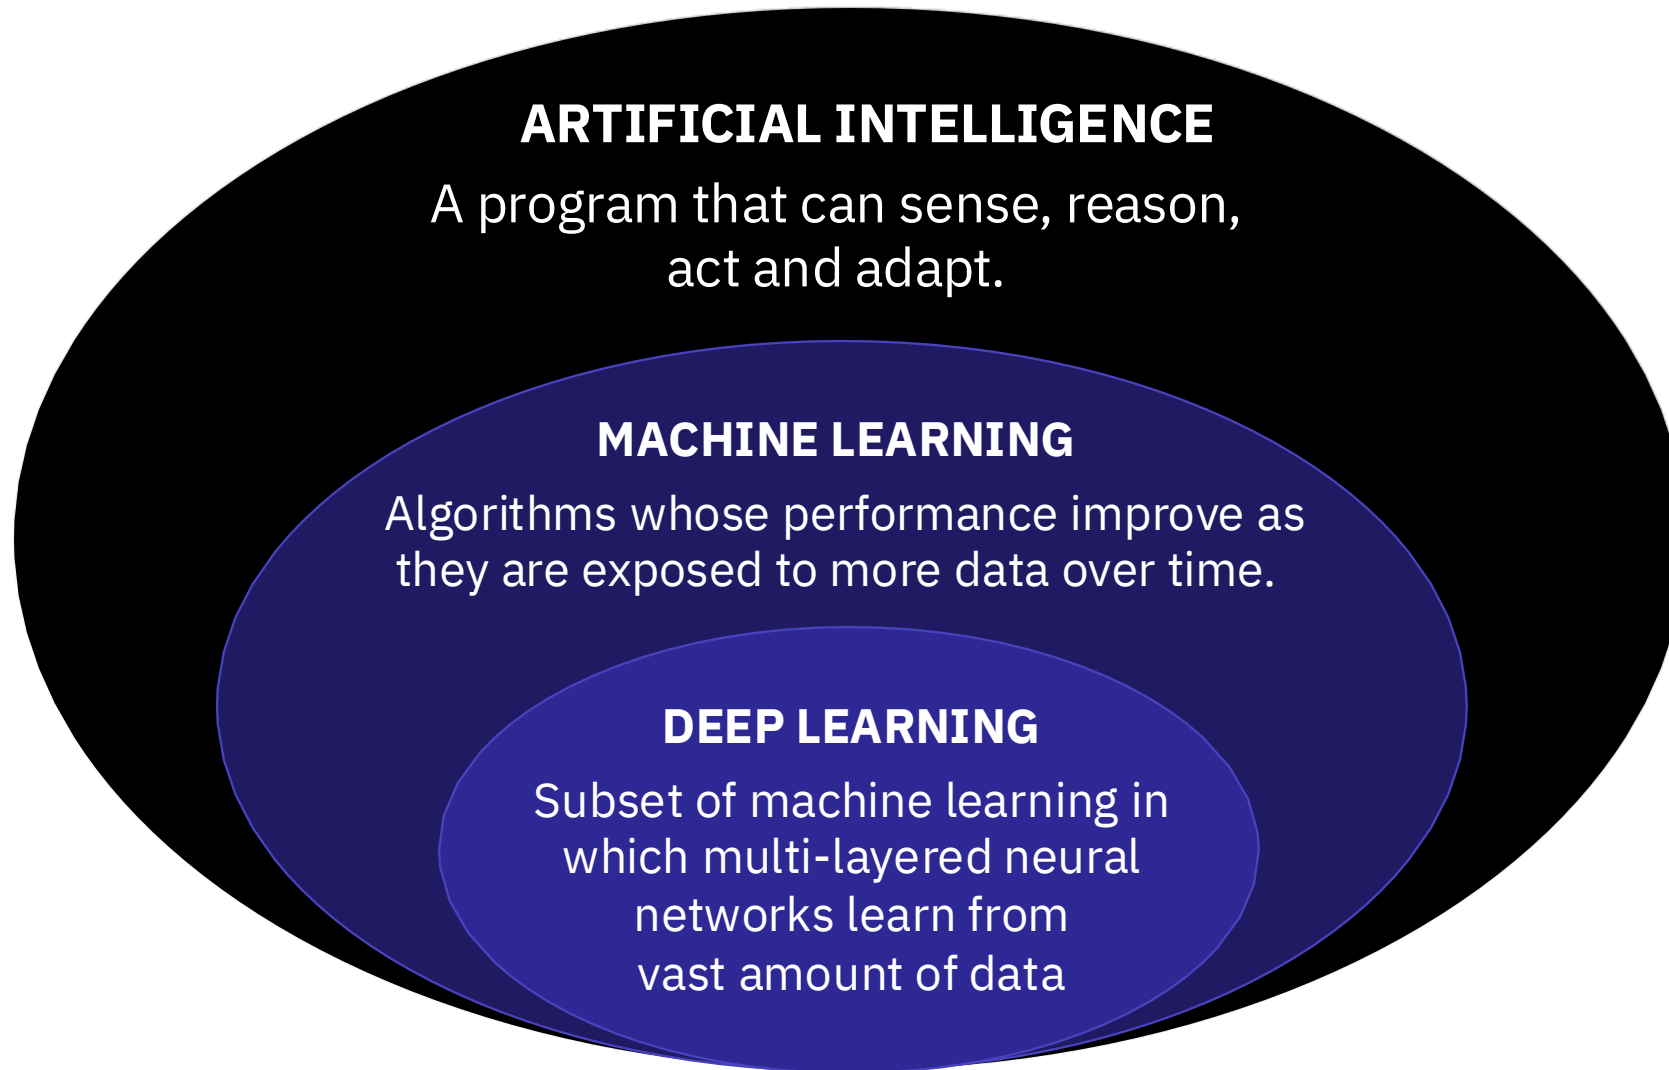 ARTIFICIAL INTELLIGENCE
A program that can sense, reason,
act and adapt.
MACHINE LEARNING
Algorithms whose performance improve as
they are exposed to more data over time.
DEEP LEARNING
Subset of machine learning in
which multi-layered neural
networks learn from
vast amount of data